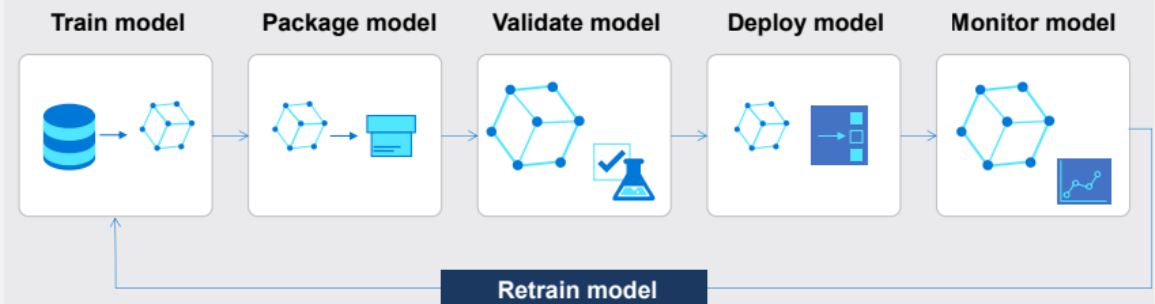 Train model
Package model
Validate model
Deploy model
Monitor model
Retrain model